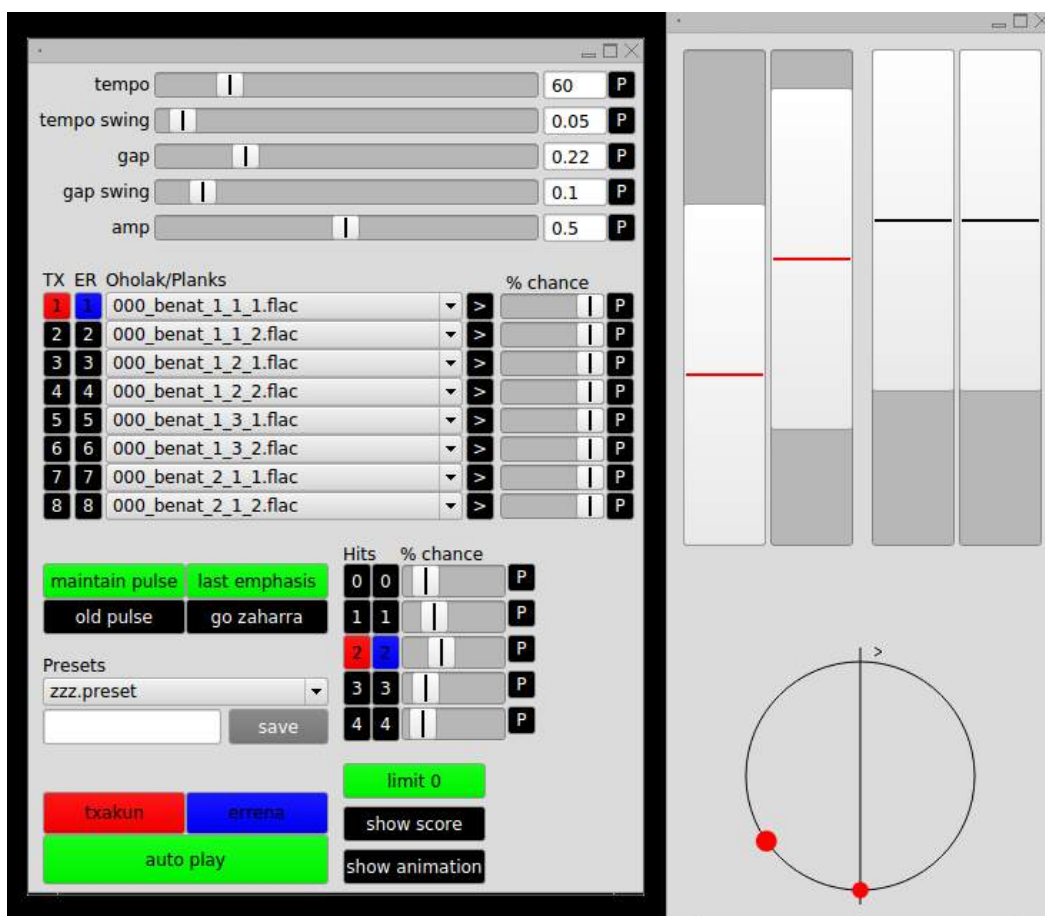 tempo 60 P
tempo swing 0.05 P
gap 0.22 P
gap swing 0.1 P
amp 0.5 P
TX ER Oholak/Planks % chance
1 1 000_benat_1_1_1.flac > P
2 2 000_benat_1_1_2.flac > P
3 3 000_benat_1_2_1.flac > P
4 4 000_benat_1_2_2.flac > P
5 5 000_benat_1_3_1.flac > P
6 6 000_benat_1_3_2.flac > P
7 7 000_benat_2_1_1.flac > P
8 8 000_benat_2_1_2.flac > P
Hits % chance
maintain pulse last emphasis 0 0 P
old pulse go zaharra 1 1 P
2 2 P
Presets
zzz.preset 3 3 P
save 4 4 P
limit 0
txakun errena show score
auto play show animation
>